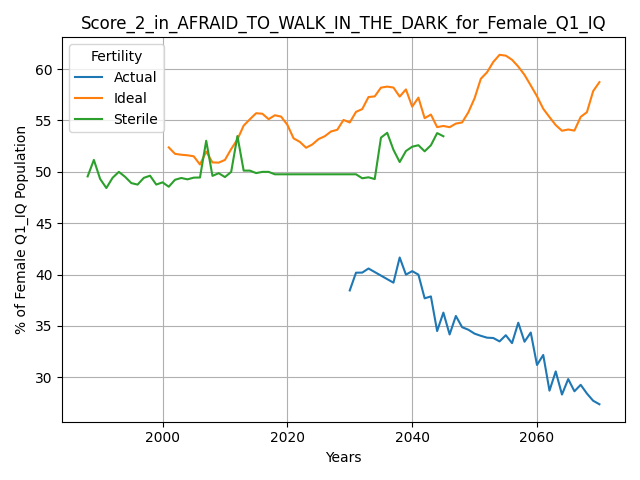 Score_2_in_AFRAID_TO_WALK_IN_THE_DARK_for_Female_Q1_IQ
Fertility
Actual
Ideal
Sterile
% of Female Q1_IQ Population
60
55
50
45
40
35
30
2000
2020
2040
2060
Years